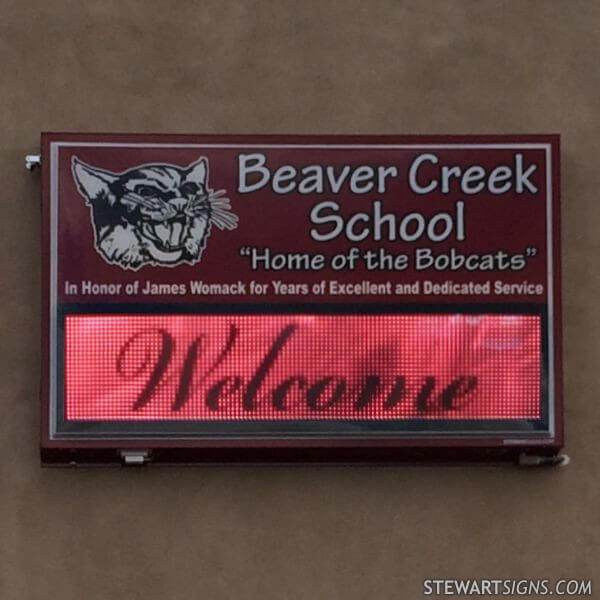 Beaver Creek
School
"Home of the Bobcats"
In Honor of James Womack for Years of Excellent and Dedicated Service
Welcome
STEWARTSIGNS.COM